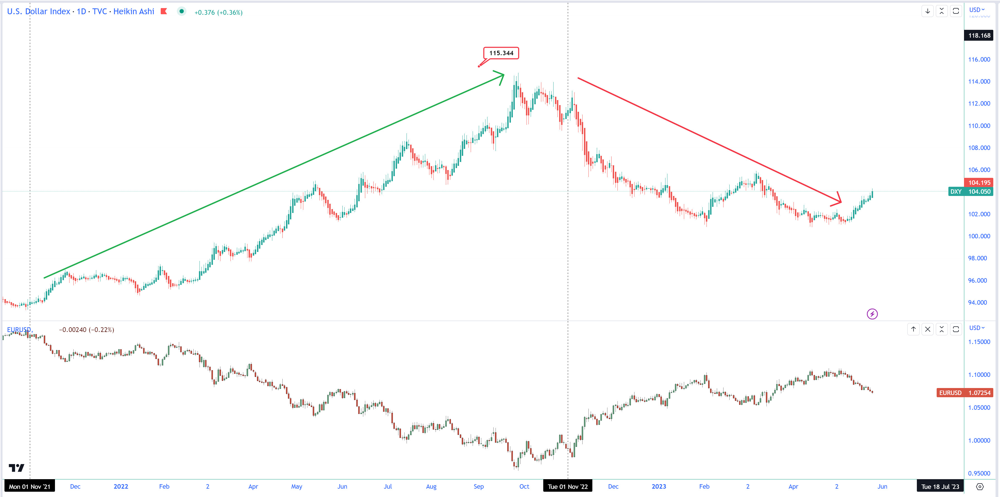 U.S. Dollar Index · 1D · TVC · Heikin Ashi +0.376 (+0.36%)
USD
120.000
118.168
115.344
116.000
114.000
112.000
110.000
108.000
106.000
104.195
DXY 104.050
102.000
100.000
98.000
96.000
94.000
EURUSD, −0.00240 (−0.22%)
USD
1.15000
1.10000
EURUSD 1.07254
1.05000
1.00000
0.95000
Mon 01 Nov '21 Dec 2022 Feb 2 Apr May Jun Jul Aug Sep Oct Tue 01 Nov '22 Dec 2023 Feb 2 Apr 2 Jun Tue 18 Jul '23